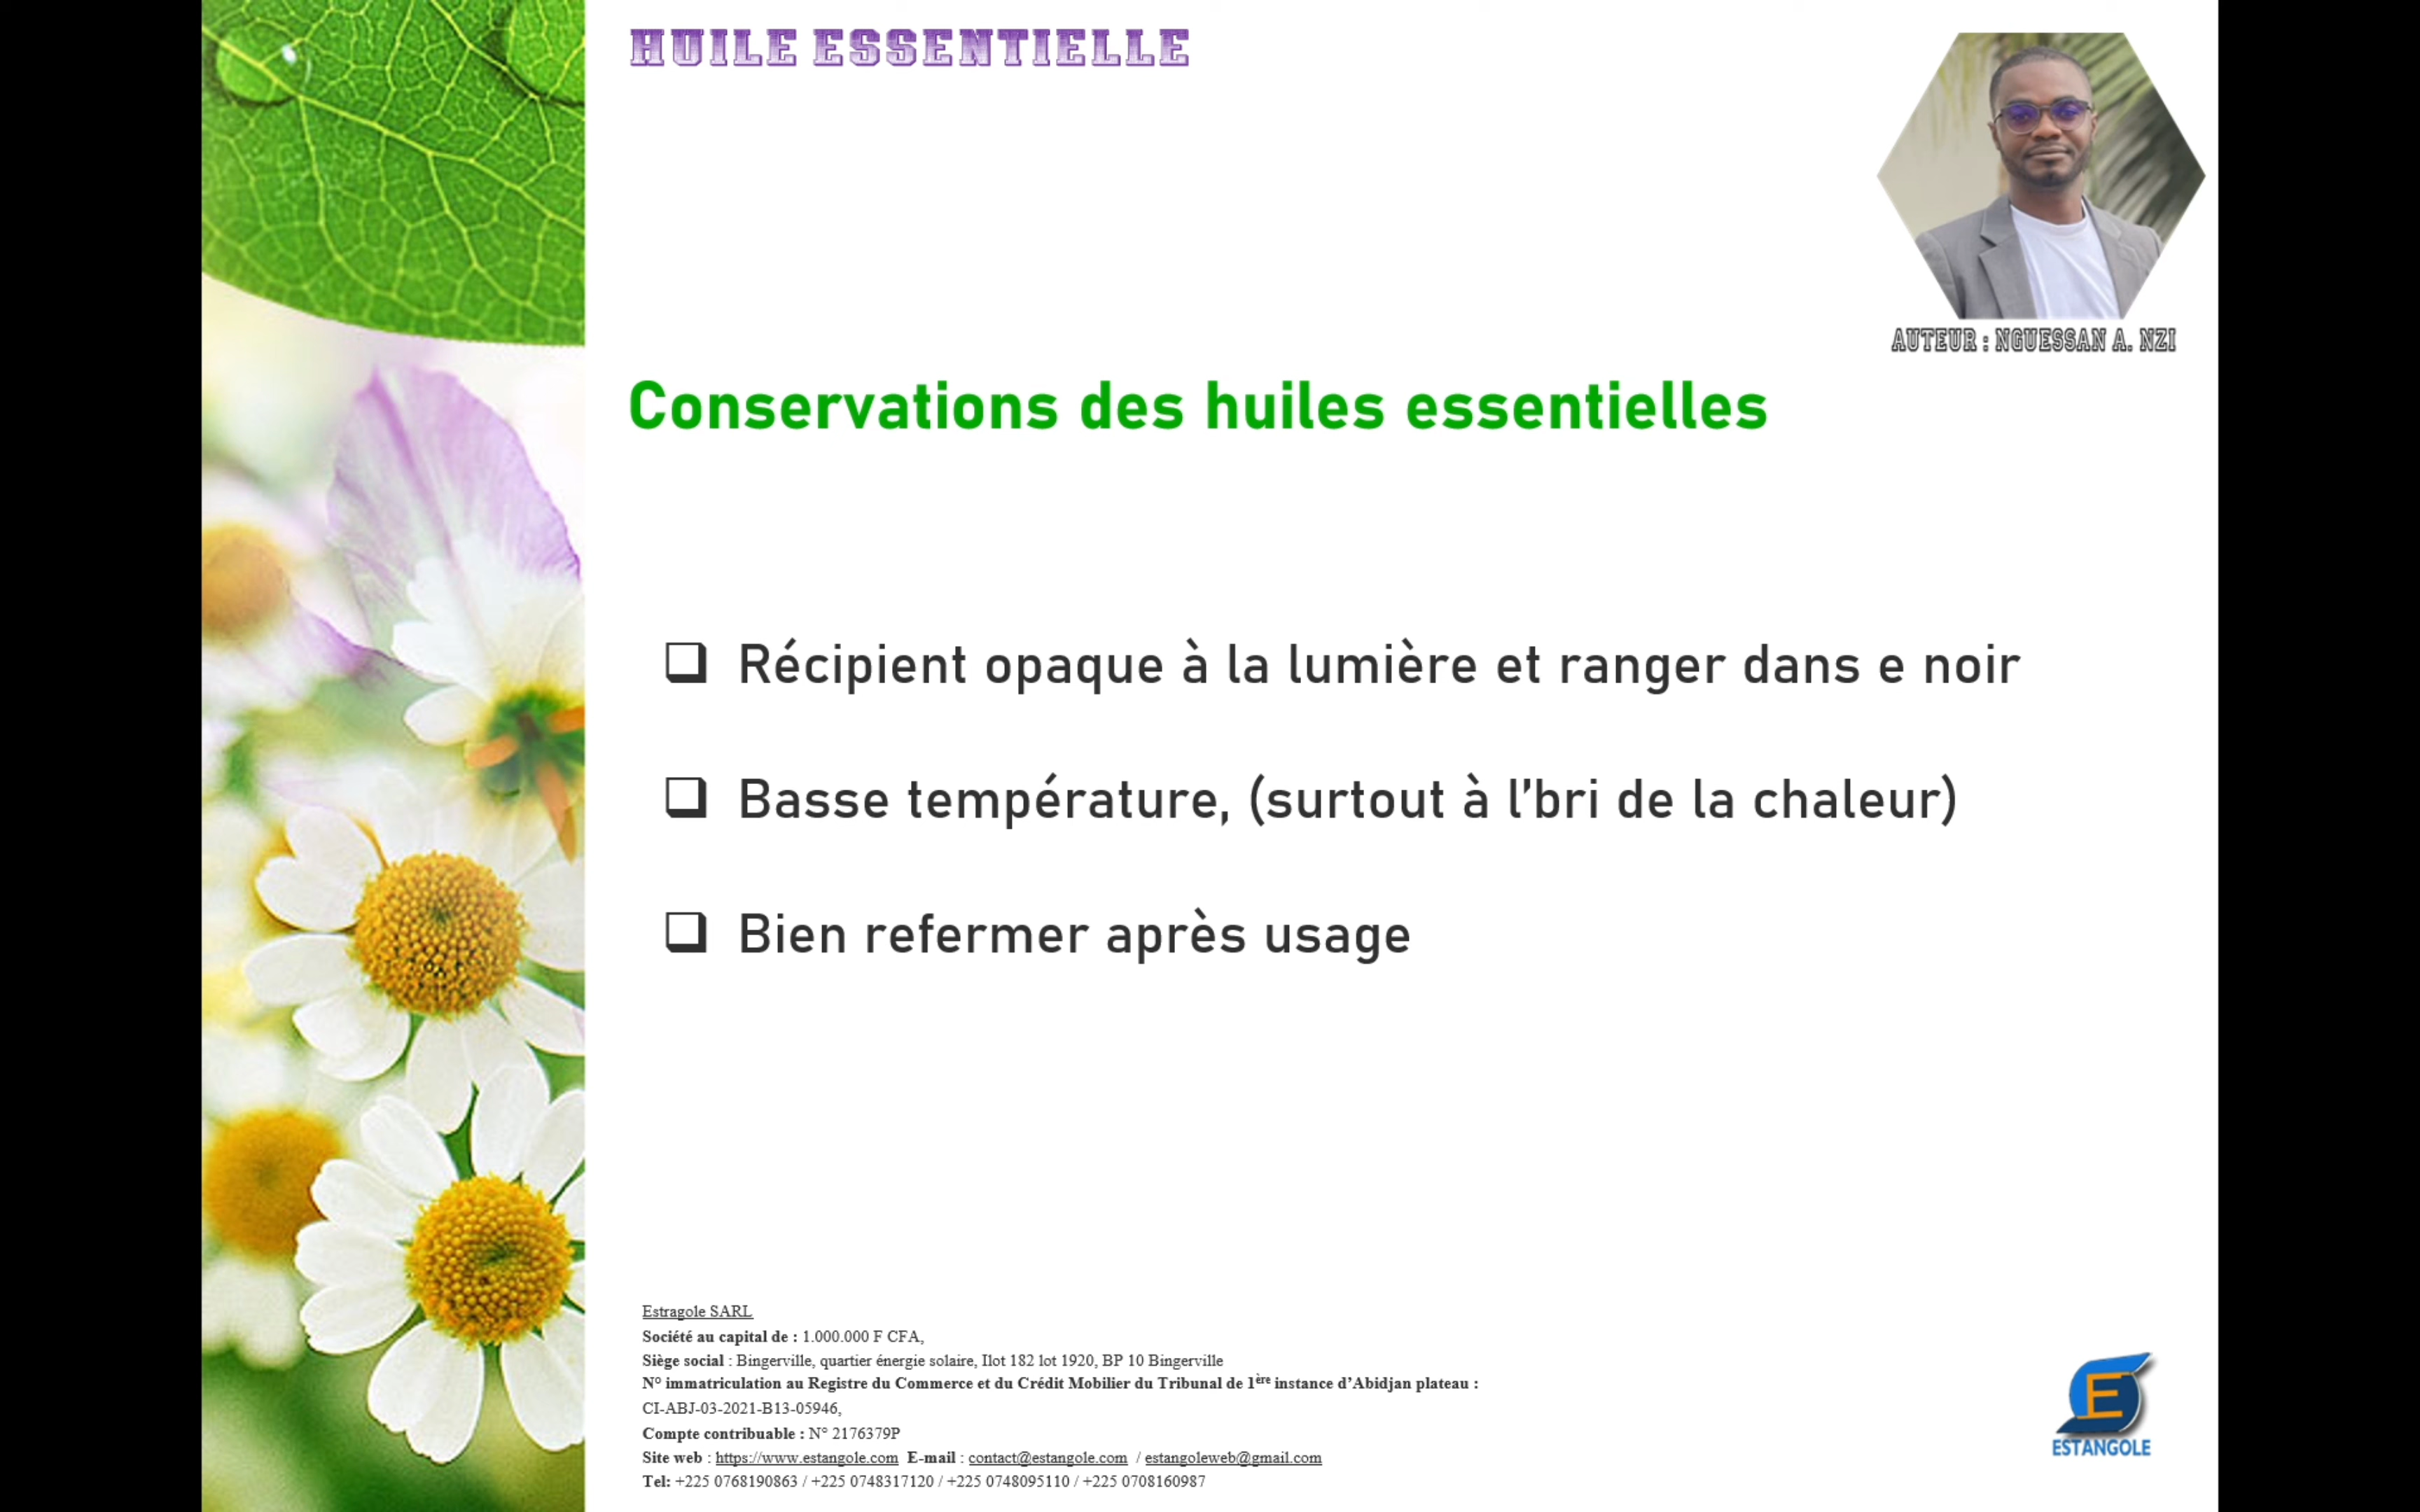 HUILE ESSENTIELLE
AUTEUR : NGUESSAN A. NZI
Conservations des huiles essentielles
❑ Récipient opaque à la lumière et ranger dans e noir
❑ Basse température, (surtout à l’bri de la chaleur)
❑ Bien refermer après usage
Estragole SARL
Société au capital de : 1.000.000 F CFA,
Siège social : Bingerville, quartier énergie solaire, Ilot 182 lot 1920, BP 10 Bingerville
N° immatriculation au Registre du Commerce et du Crédit Mobilier du Tribunal de 1ère instance d’Abidjan plateau :
CI-ABJ-03-2021-B13-05946,
Compte contribuable : N° 2176379P
Site web : https://www.estangole.com E-mail : contact@estangole.com / estangoleweb@gmail.com
Tel: +225 0768190863 / +225 0748317120 / +225 0748095110 / +225 0708160987
E
ESTANGOLE